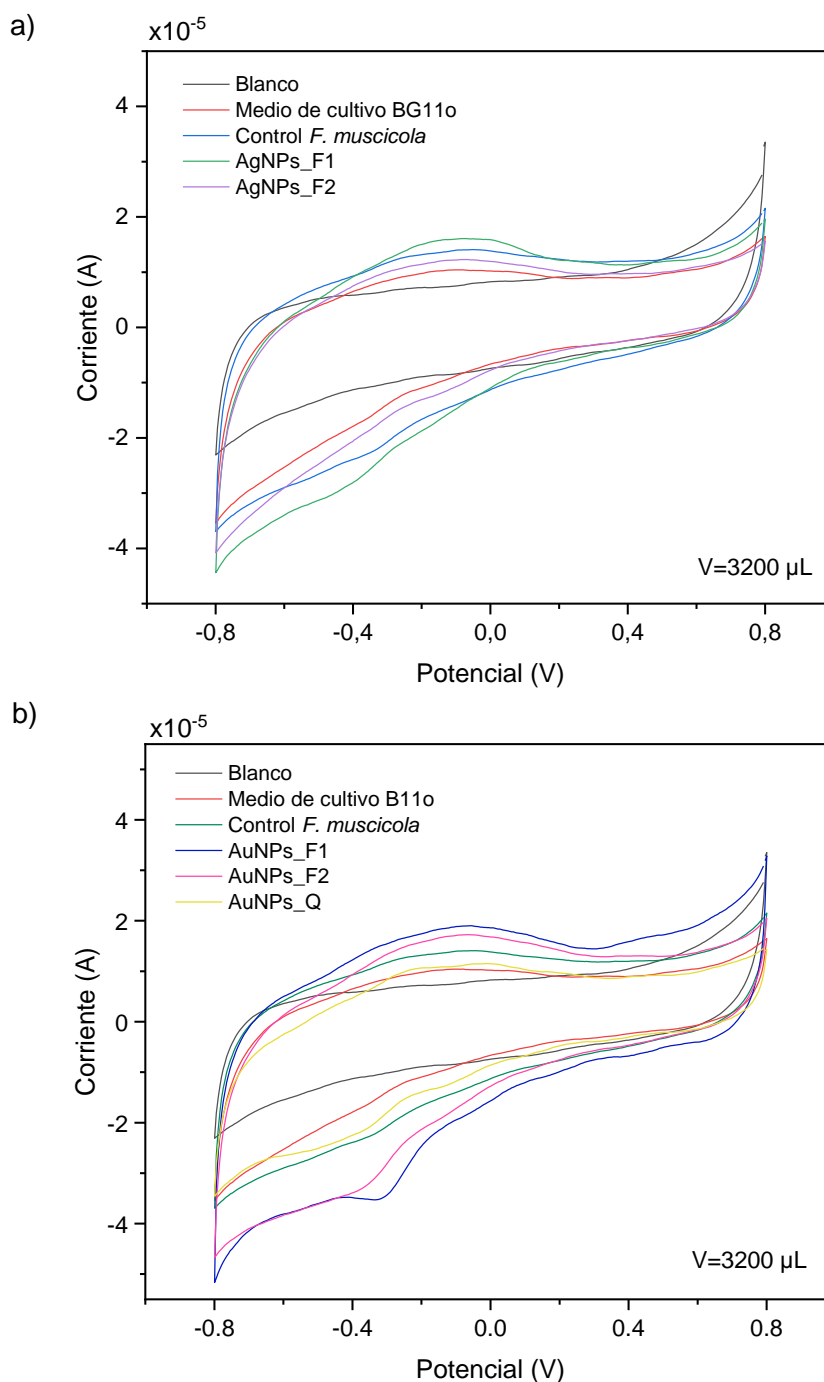 a)
x10-5
Blanco
Medio de cultivo BG11o
Control F. muscicola
AgNPs_F1
AgNPs_F2
4
2
0
-2
-4
Corriente (A)
V=3200 µL
-0,8 -0,4 0,0 0,4 0,8
Potencial (V)
b)
x10-5
Blanco
Medio de cultivo B11o
Control F. muscicola
AuNPs_F1
AuNPs_F2
AuNPs_Q
4
2
0
-2
-4
Corriente (A)
V=3200 µL
-0.8 -0.4 0.0 0.4 0.8
Potencial (V)